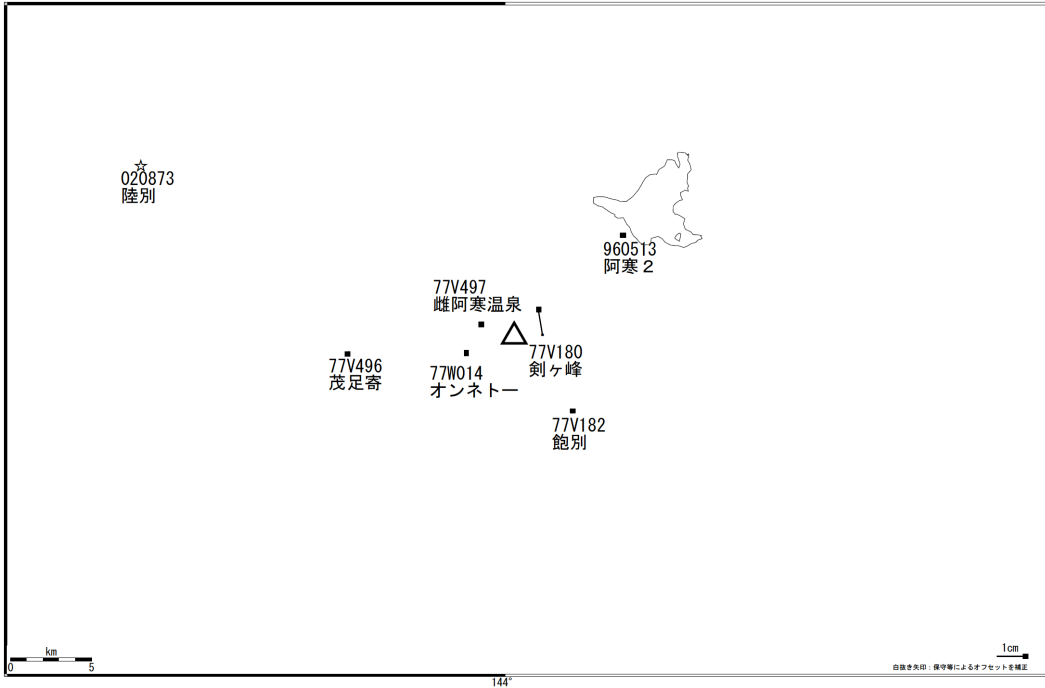 020873
陸別
960513
阿寒２
77V497
雌阿寒温泉
77V180
剣ヶ峰
77V496
茂足寄
77W014
オンネトー
77V182
飽別
km
0
5
1cm
白抜き矢印：保守等によるオフセットを補正
144°